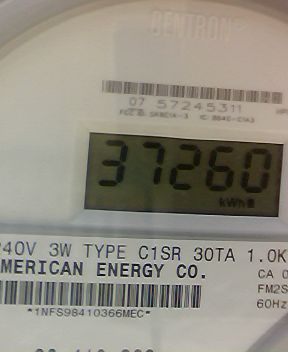 CENTRON
07 57245311
37260
kWh
240V 3W TYPE C1SR 30TA 1.0K
AMERICAN ENERGY CO.
CA 0
FM2S
60Hz
*1NFS98410366MEC*